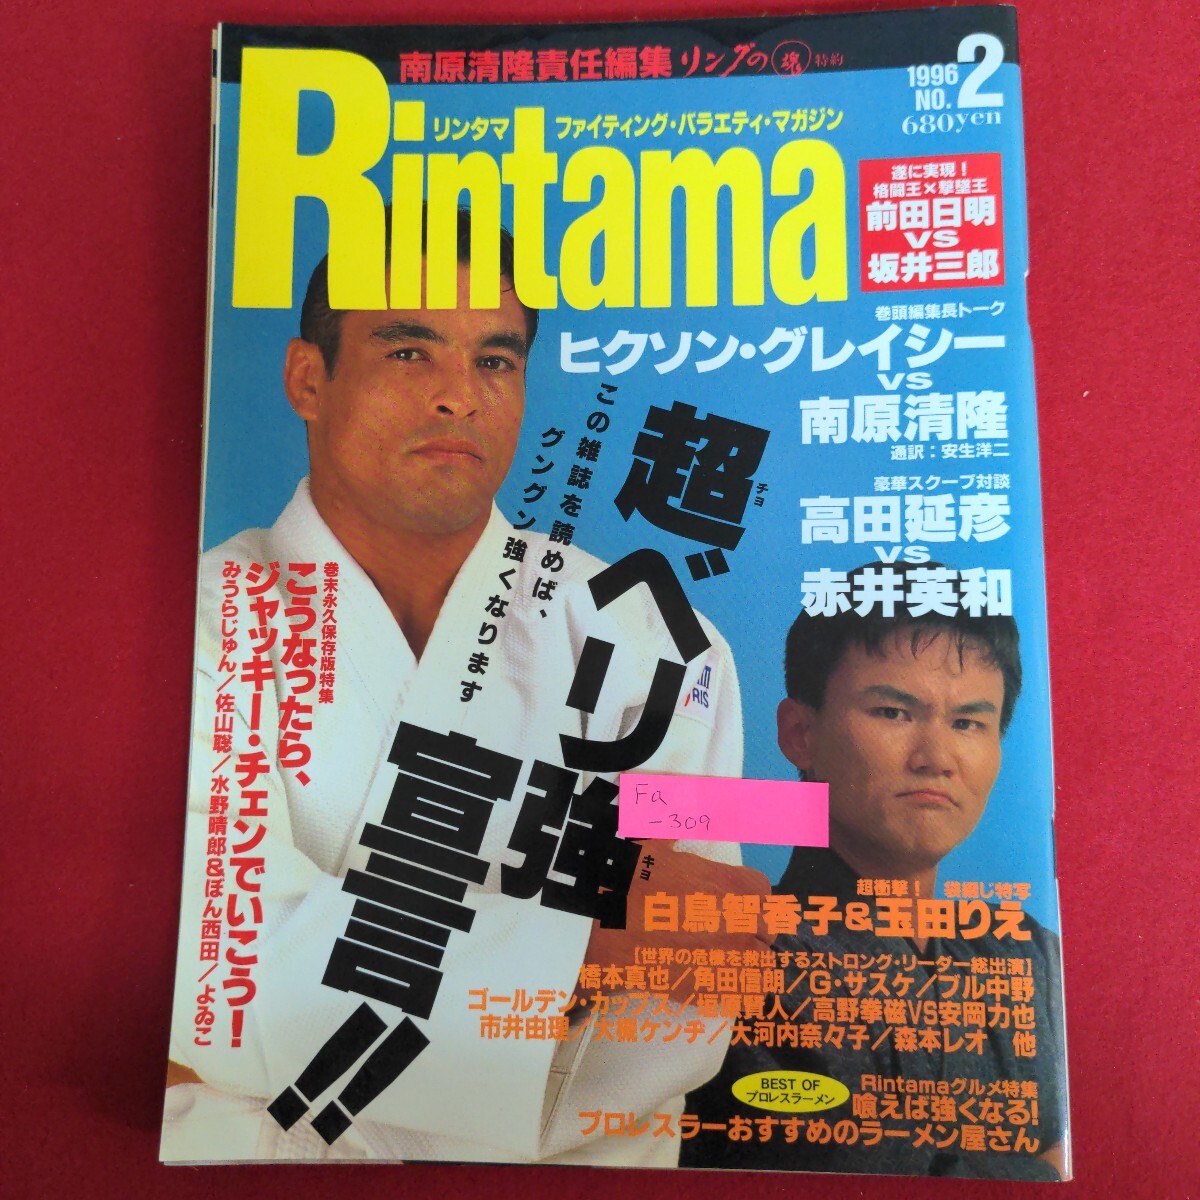 南原清隆責任編集 リングの魂 特約
Rintama
リンタマ ファイティング・バラエティ・マガジン
1996
NO.2
680yen
遂に実現!
格闘王×撃墜王
前田日明
VS
坂井三郎
巻頭編集長トーク
ヒクソン・グレイシー
VS
南原清隆
通訳:安生洋二
豪華スクープ対談
高田延彦
VS
赤井英和
この雑誌を読めば、
グングン強くなります
超ベリ強
チョ
キョ
宣言!!
巻末永久保存版特集
こうなったら、
ジャッキー・チェンでいこう!
みうらじゅん/佐山聡/水野晴郎&ぼん西田/よゐこ
RIS
Fa
-309
超衝撃! 袋綴じ特写
白鳥智香子&玉田りえ
[世界の危機を救出するストロング・リーダー総出演]
橋本真也/角田信朗/G・サスケ/ブル中野
ゴールデン・カップス/垣原賢人/高野拳磁VS安岡力也
市井由理/大槻ケンヂ/大河内奈々子/森本レオ 他
BEST OF
プロレスラーメン
Rintamaグルメ特集
喰えば強くなる!
プロレスラーおすすめのラーメン屋さん